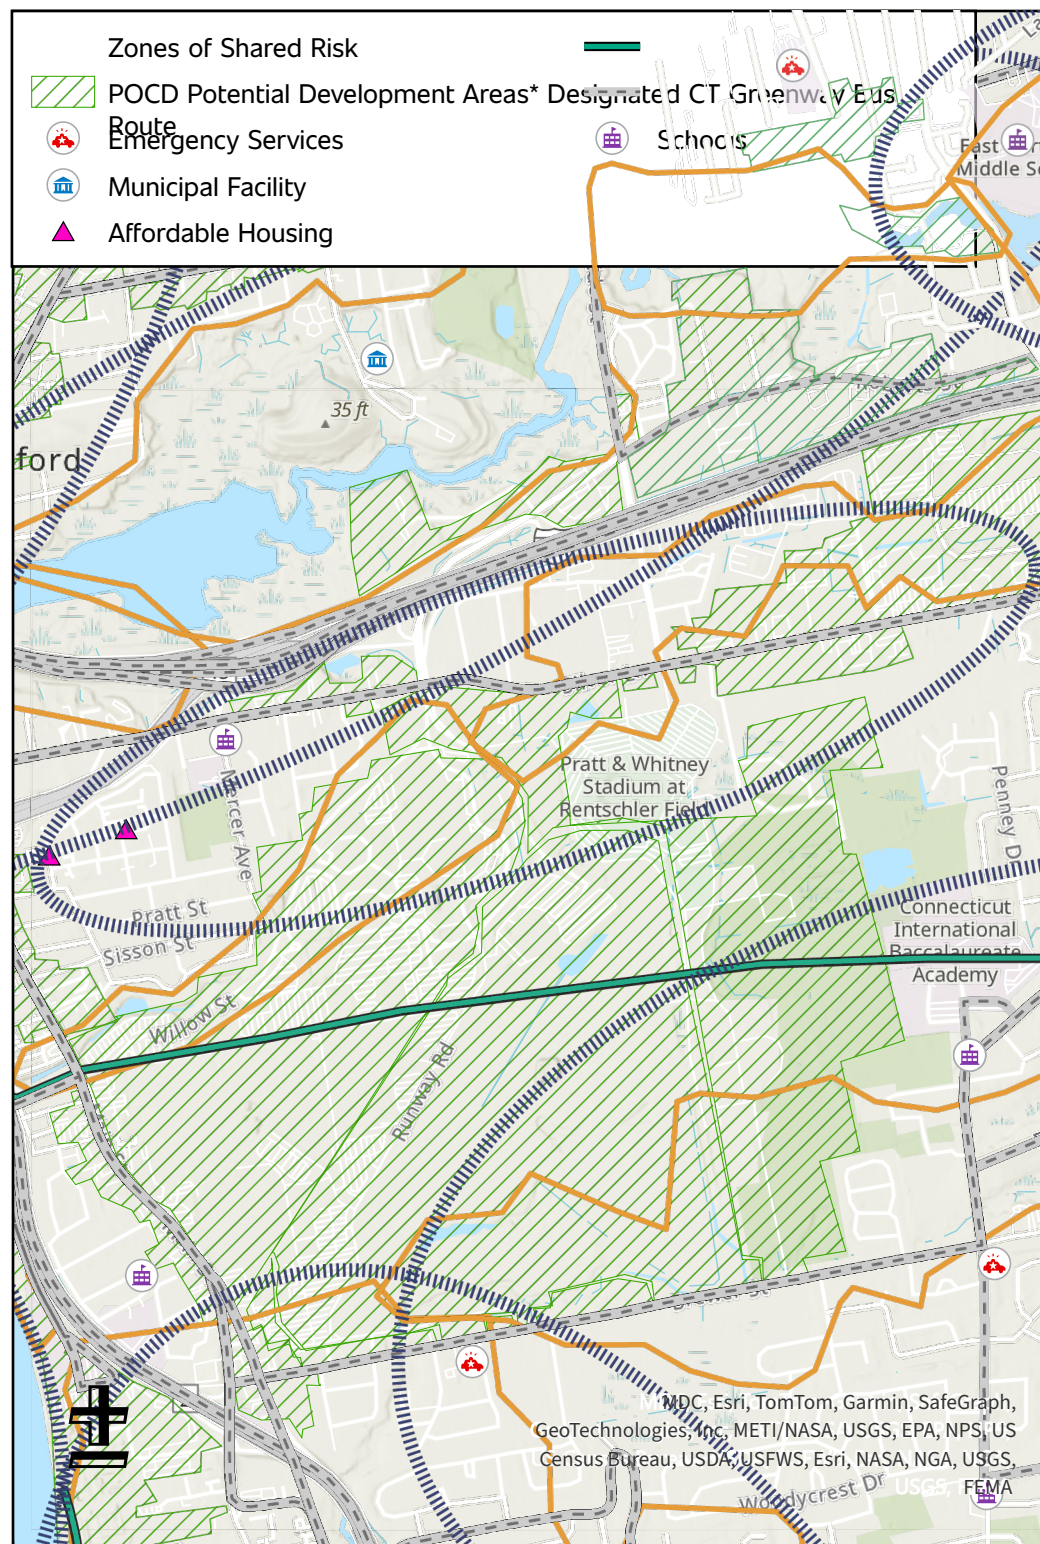 Zones of Shared Risk
POCD Potential Development Areas* Designated CT Greenway Bus
Route
Emergency Services
Schools
Municipal Facility
Affordable Housing
East
Middle
35 ft
ford
Pratt & Whitney
Stadium at
Rentschler Field
Mercer Ave
Penney Dr
Pratt St
Sisson St
Connecticut
International
Baccalaureate
Academy
Willow St
Runway Rd
Brewer St
MDC, Esri, TomTom, Garmin, SafeGraph,
GeoTechnologies, Inc, METI/NASA, USGS, EPA, NPS, US
Census Bureau, USDA, USFWS, Esri, NASA, NGA, USGS,
FEMA
Woodycrest Dr